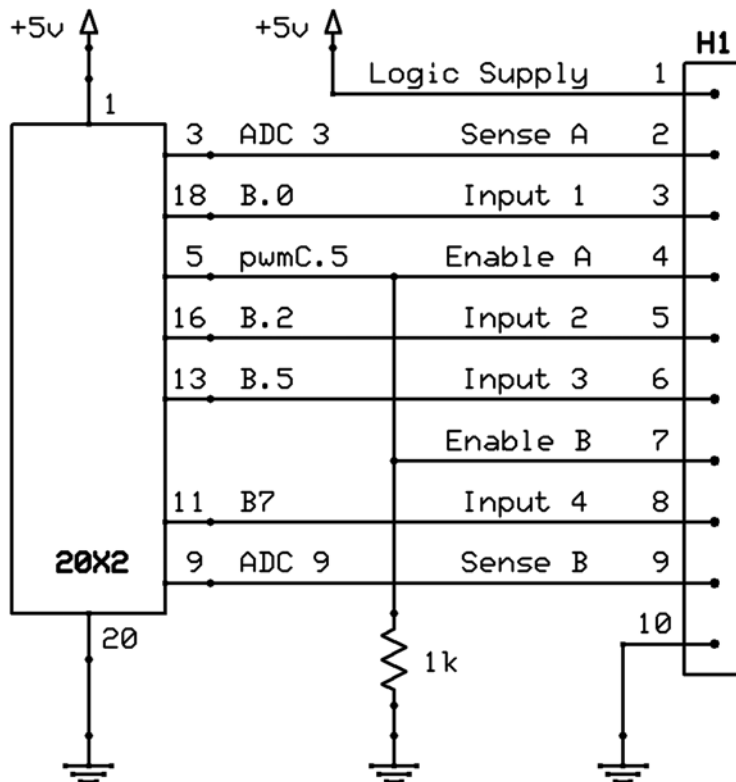 +5v +5v
H1
Logic Supply 1
1
3 ADC 3 Sense A 2
18 B.0 Input 1 3
5 pwmC.5 Enable A 4
16 B.2 Input 2 5
13 B.5 Input 3 6
Enable B 7
11 B7 Input 4 8
20X2 9 ADC 9 Sense B 9
20 10
1k